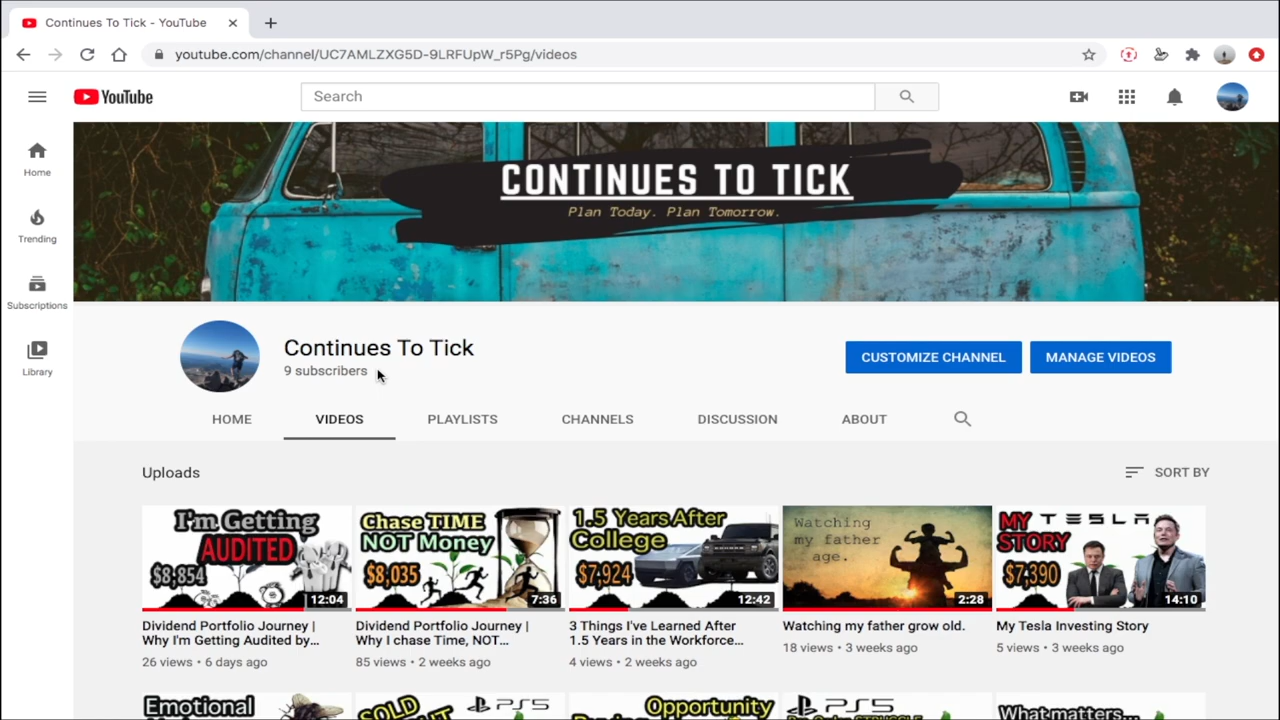 Continues To Tick - YouTube
youtube.com/channel/UC7AMLZXG5D-9LRFUpW_r5Pg/videos
YouTube
Search
Home
Trending
Subscriptions
Library
CONTINUES TO TICK
Plan Today. Plan Tomorrow.
Continues To Tick
9 subscribers
CUSTOMIZE CHANNEL
MANAGE VIDEOS
HOME
VIDEOS
PLAYLISTS
CHANNELS
DISCUSSION
ABOUT
Uploads
SORT BY
I'm Getting
AUDITED
$8,854
12:04
Dividend Portfolio Journey |
Why I'm Getting Audited by...
26 views • 6 days ago
Chase TIME
NOT Money
$8,035
7:36
Dividend Portfolio Journey |
Why I chase Time, NOT...
85 views • 2 weeks ago
1.5 Years After
College
$7,924
12:42
3 Things I've Learned After
1.5 Years in the Workforce...
4 views • 2 weeks ago
Watching
my father
age.
2:28
Watching my father grow old.
18 views • 3 weeks ago
MY TESLA
STORY
$7,390
14:10
My Tesla Investing Story
5 views • 3 weeks ago
Emotional
SOLD
PS5
Opportunity
PS5
What matters...